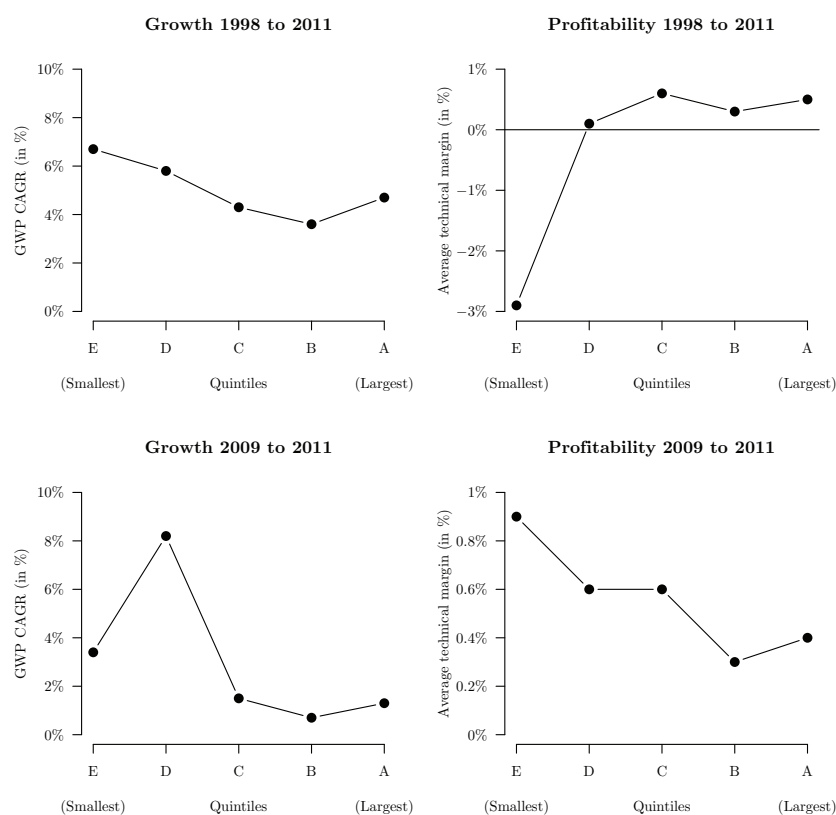 Growth 1998 to 2011
GWP CAGR (in %)
10%
8%
6%
4%
2%
0%
E D C B A
(Smallest) Quintiles (Largest)
Profitability 1998 to 2011
Average technical margin (in %)
1%
0%
−1%
−2%
−3%
E D C B A
(Smallest) Quintiles (Largest)
Growth 2009 to 2011
GWP CAGR (in %)
10%
8%
6%
4%
2%
0%
E D C B A
(Smallest) Quintiles (Largest)
Profitability 2009 to 2011
Average technical margin (in %)
1%
0.8%
0.6%
0.4%
0.2%
0%
E D C B A
(Smallest) Quintiles (Largest)